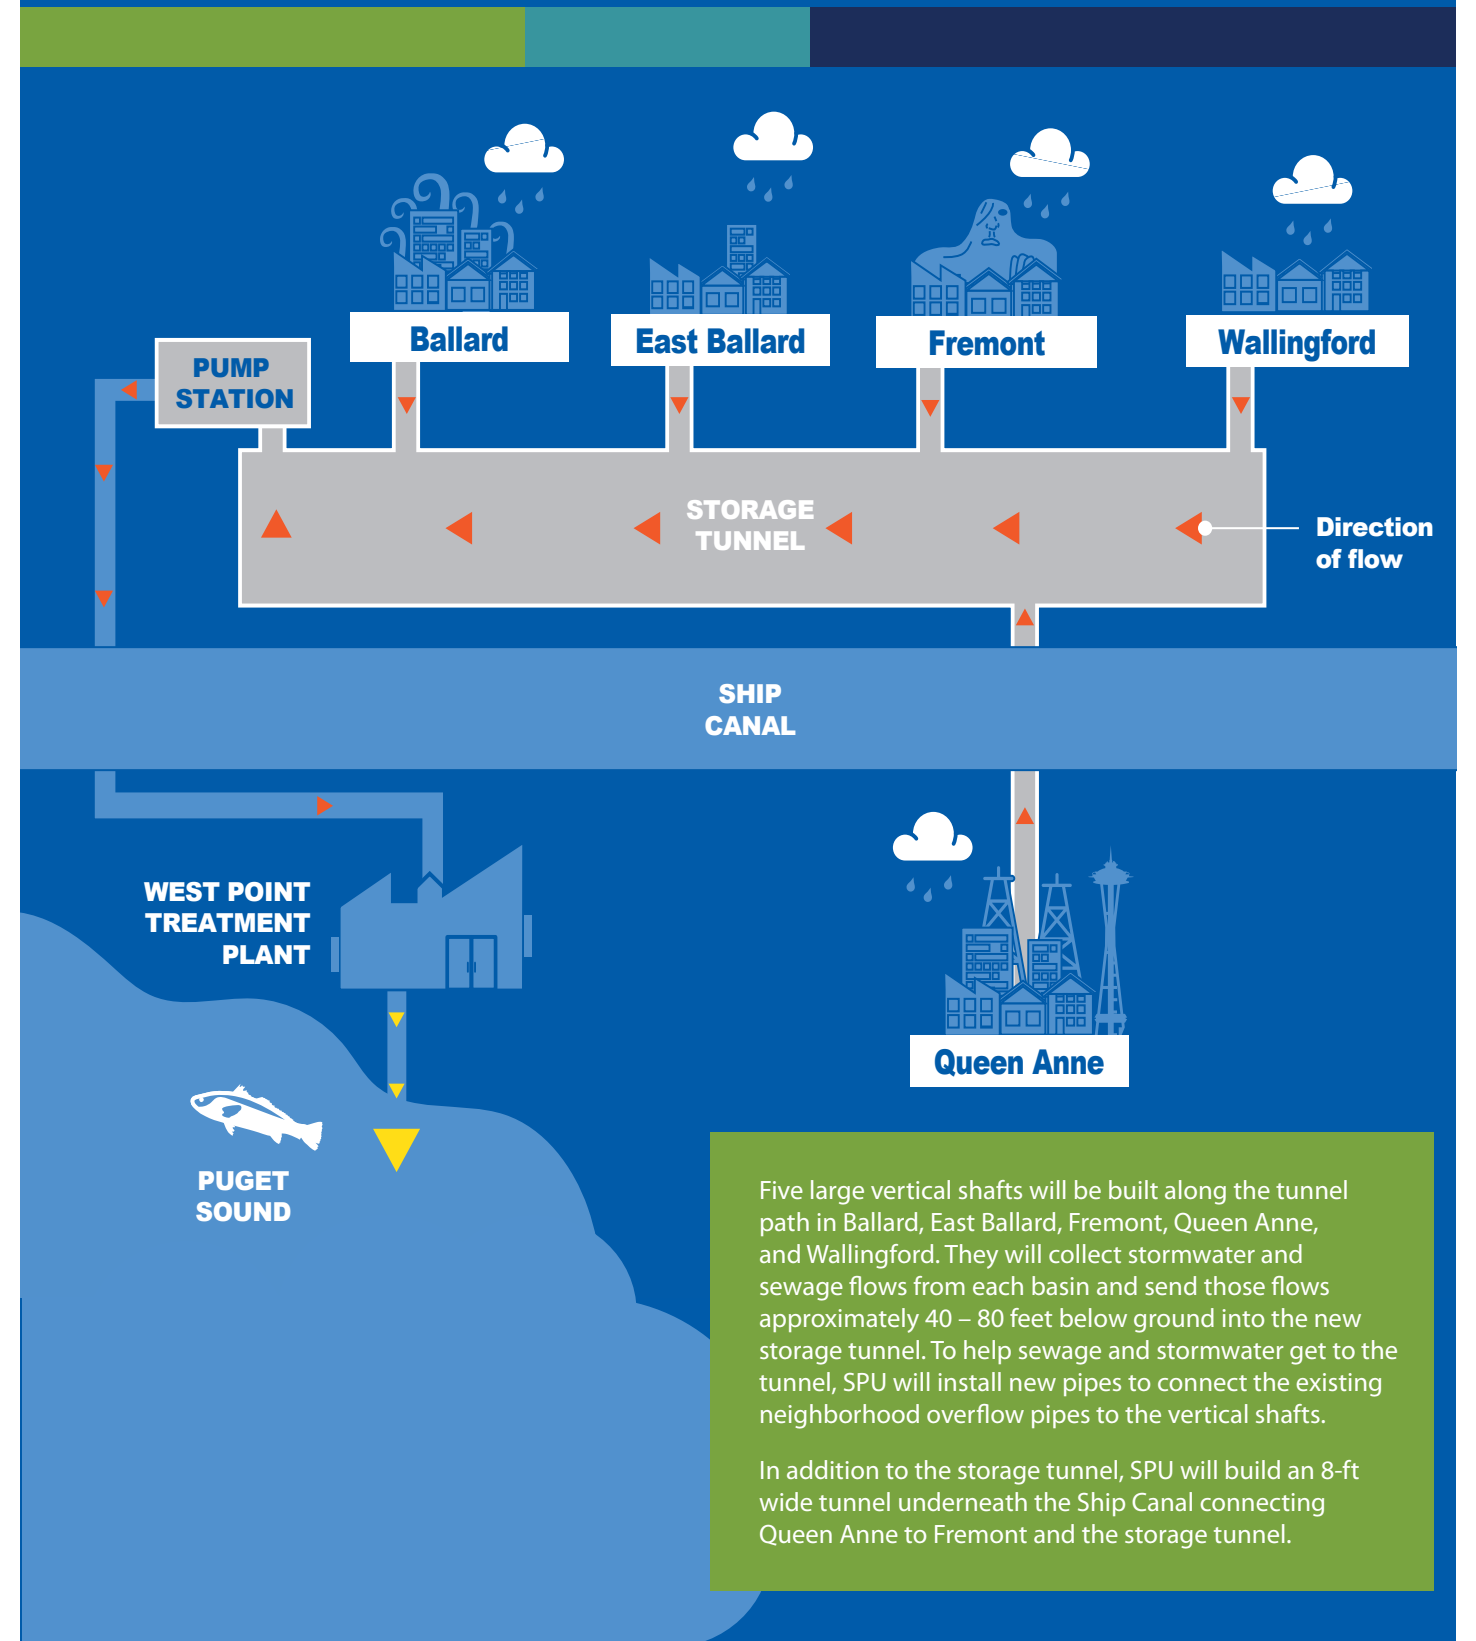 Ballard
East Ballard
Fremont
Wallingford
PUMP
STATION
STORAGE
TUNNEL
Direction
of flow
SHIP
CANAL
WEST POINT
TREATMENT
PLANT
Queen Anne
PUGET
SOUND
Five large vertical shafts will be built along the tunnel
path in Ballard, East Ballard, Fremont, Queen Anne,
and Wallingford. They will collect stormwater and
sewage flows from each basin and send those flows
approximately 40 – 80 feet below ground into the new
storage tunnel. To help sewage and stormwater get to the
tunnel, SPU will install new pipes to connect the existing
neighborhood overflow pipes to the vertical shafts.
In addition to the storage tunnel, SPU will build an 8-ft
wide tunnel underneath the Ship Canal connecting
Queen Anne to Fremont and the storage tunnel.